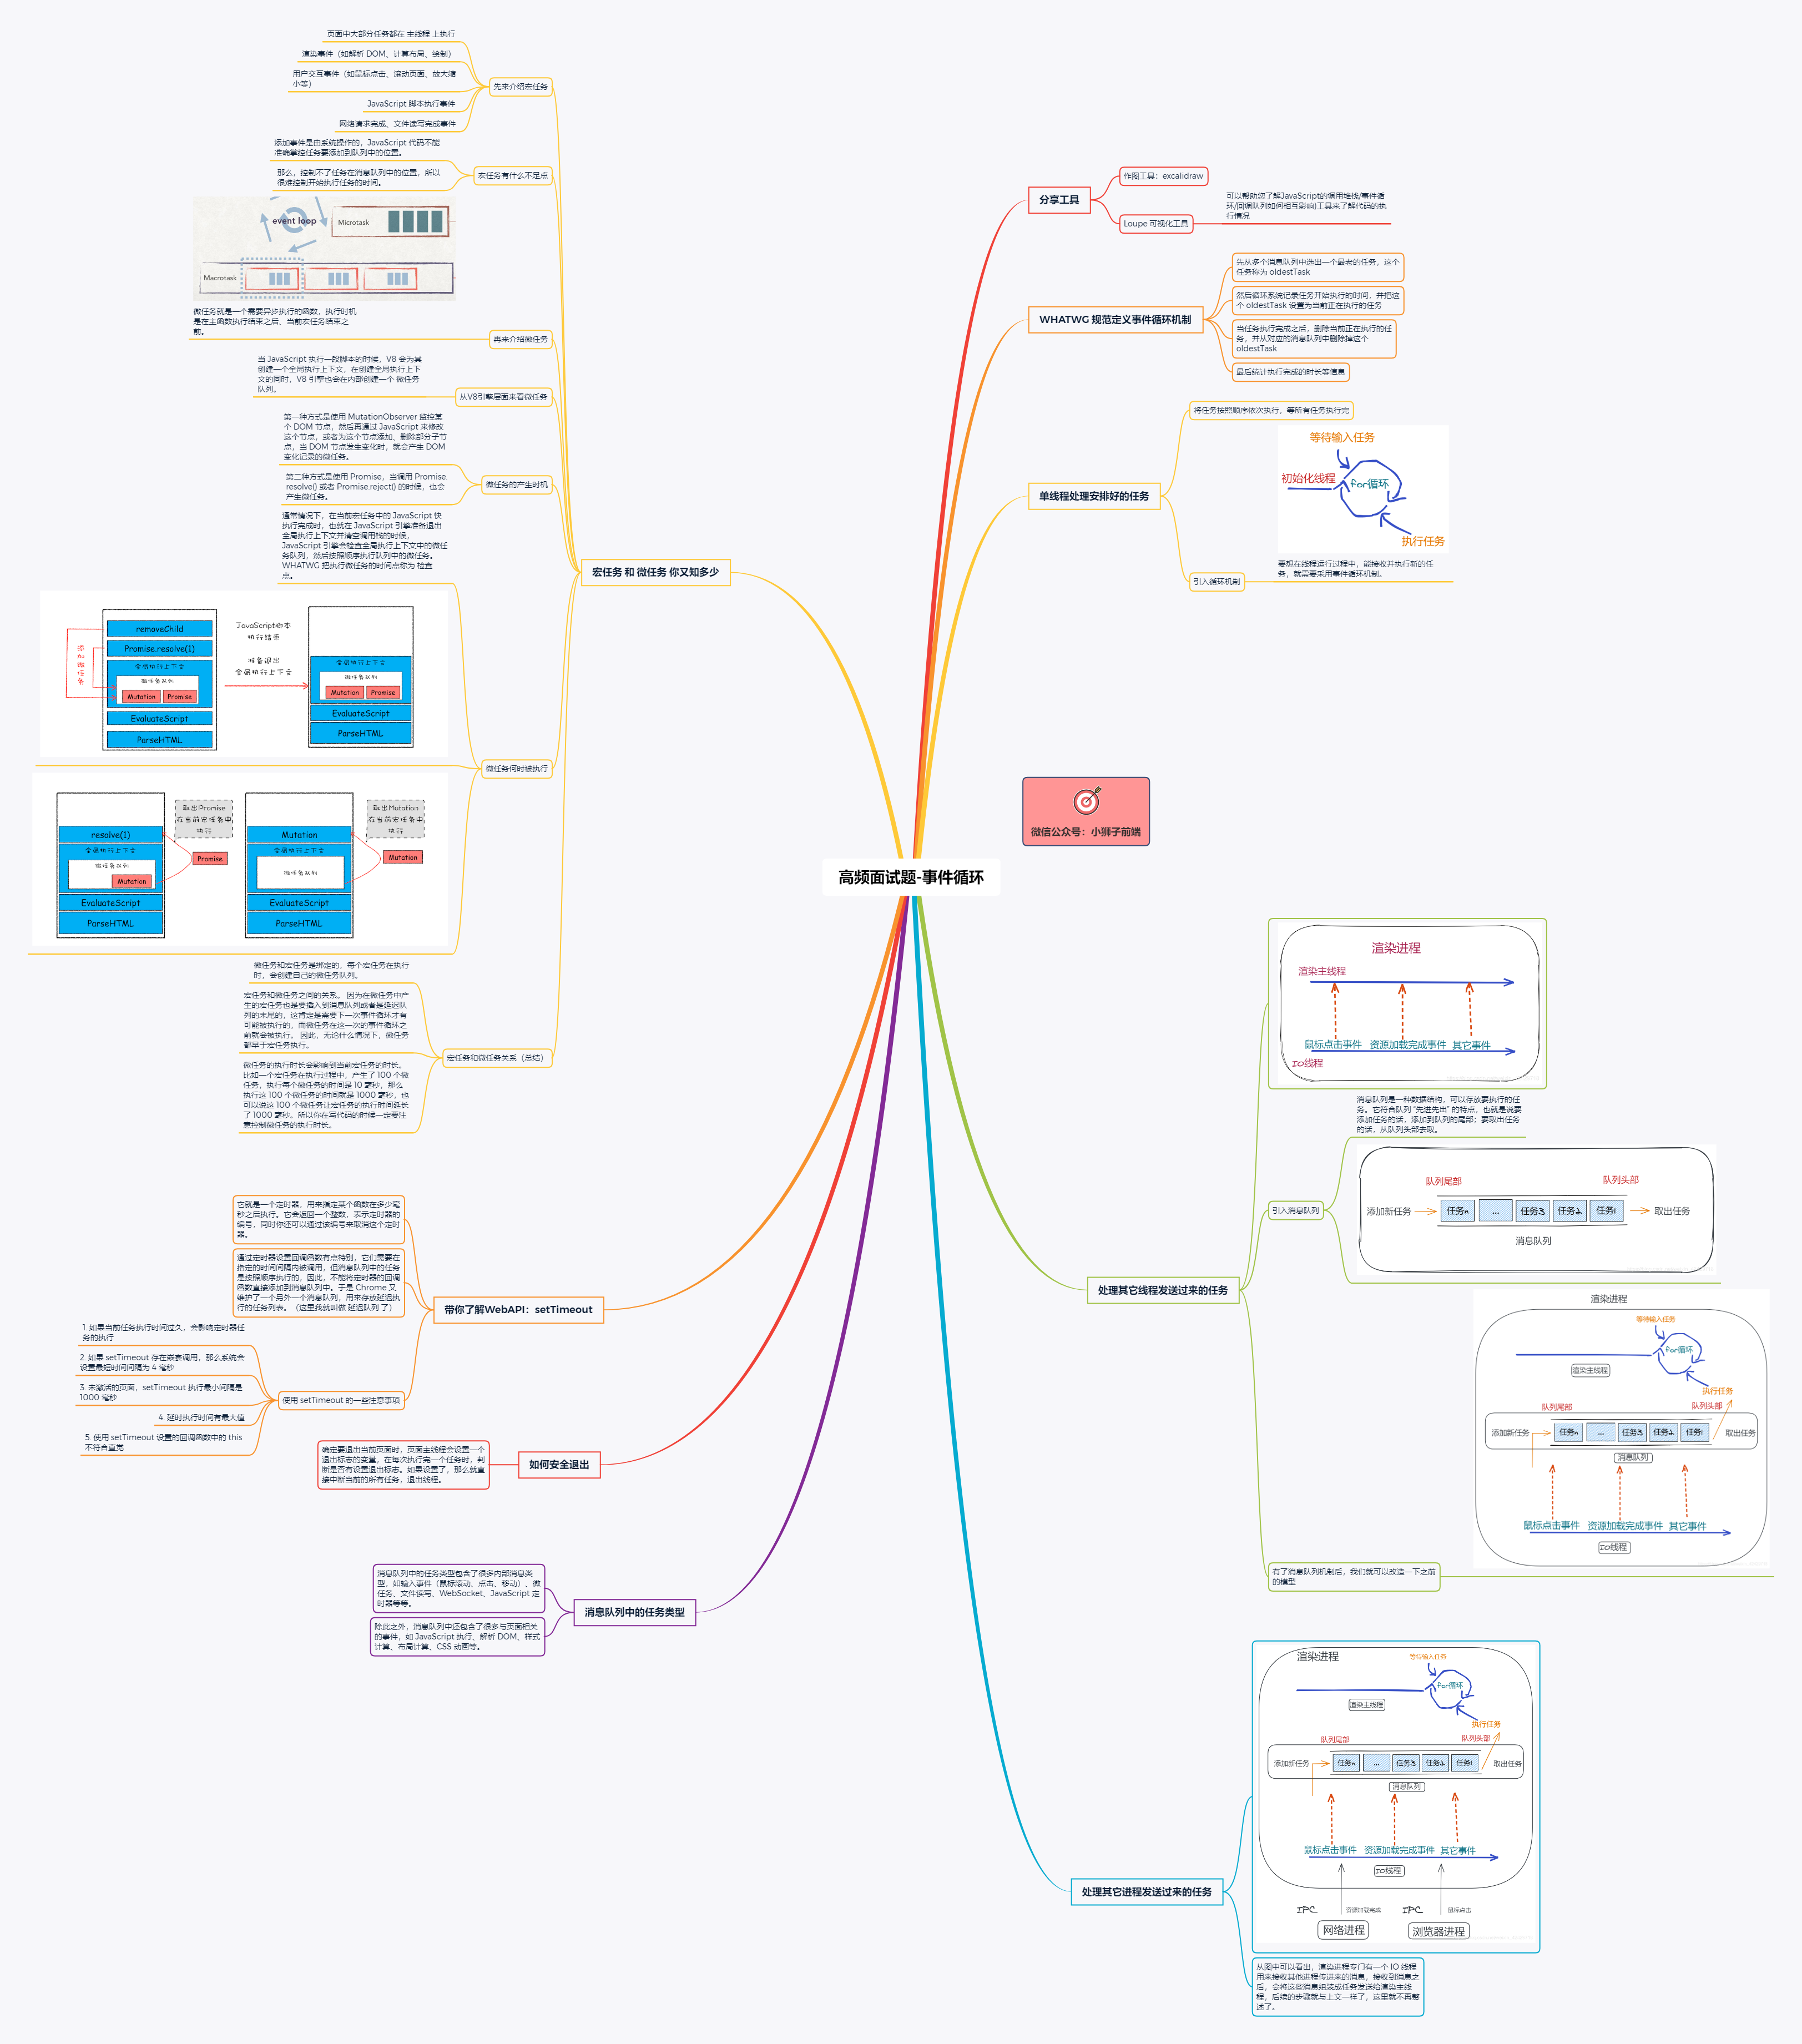 高频面试题-事件循环
微信公众号：小狮子前端
分享工具
作图工具：excalidraw
Loupe 可视化工具
可以帮助您了解JavaScript的调用堆栈/事件循
环/回调队列如何相互影响)工具来了解代码的执
行情况
WHATWG 规范定义事件循环机制
先从多个消息队列中选出一个最老的任务，这个
任务称为 oldestTask
然后循环系统记录任务开始执行的时间，并把这
个 oldestTask 设置为当前正在执行的任务
当任务执行完成之后，删除当前正在执行的任
务，并从对应的消息队列中删除掉这个
oldestTask
最后统计执行完成的时长等信息
单线程处理安排好的任务
将任务按照顺序依次执行，等所有任务执行完
引入循环机制
等待输入任务
初始化线程
for循环
执行任务
要想在线程运行过程中，能接收并执行新的任
务，就需要采用事件循环机制。
处理其它线程发送过来的任务
渲染进程
渲染主线程
鼠标点击事件 资源加载完成事件 其它事件
IO线程
引入消息队列
消息队列是一种数据结构，可以存放要执行的任
务。它符合队列 “先进先出” 的特点，也就是说要
添加任务的话，添加到队列的尾部；要取出任务
的话，从队列头部去取。
队列尾部 队列头部
添加新任务 任务n ... 任务3 任务2 任务1 取出任务
消息队列
有了消息队列机制后，我们就可以改造一下之前
的模型
渲染进程
等待输入任务
for循环
渲染主线程
执行任务
队列尾部 队列头部
添加新任务 任务n ... 任务3 任务2 任务1 取出任务
消息队列
鼠标点击事件 资源加载完成事件 其它事件
IO线程
处理其它进程发送过来的任务
渲染进程
等待输入任务
for循环
渲染主线程
执行任务
队列尾部 队列头部
添加新任务 任务n ... 任务3 任务2 任务1 取出任务
消息队列
鼠标点击事件 资源加载完成事件 其它事件
IO线程
IPC 资源加载完成 IPC 鼠标点击
网络进程 浏览器进程
从图中可以看出，渲染进程专门有一个 IO 线程
用来接收其他进程传进来的消息，接收到消息之
后，会将这些消息组装成任务发送给渲染主线
程，后续的步骤就与上文一样了，这里就不再赘
述了。
宏任务 和 微任务 你又知多少
先来介绍宏任务
页面中大部分任务都在 主线程 上执行
渲染事件（如解析 DOM、计算布局、绘制）
用户交互事件（如鼠标点击、滚动页面、放大缩
小等）
JavaScript 脚本执行事件
网络请求完成、文件读写完成事件
宏任务有什么不足点
添加事件是由系统操作的，JavaScript 代码不能
准确掌控任务要添加到队列中的位置。
那么，控制不了任务在消息队列中的位置，所以
很难控制开始执行任务的时间。
再来介绍微任务
event loop
Microtask
Macrotask
微任务就是一个需要异步执行的函数，执行时机
是在主函数执行结束之后、当前宏任务结束之
前。
从V8引擎层面来看微任务
当 JavaScript 执行一段脚本的时候，V8 会为其
创建一个全局执行上下文，在创建全局执行上下
文的同时，V8 引擎也会在内部创建一个 微任务
队列。
微任务的产生时机
第一种方式是使用 MutationObserver 监控某
个 DOM 节点，然后再通过 JavaScript 来修改
这个节点，或者为这个节点添加、删除部分子节
点，当 DOM 节点发生变化时，就会产生 DOM
变化记录的微任务。
第二种方式是使用 Promise，当调用 Promise.
resolve() 或者 Promise.reject() 的时候，也会
产生微任务。
微任务何时被执行
通常情况下，在当前宏任务中的 JavaScript 快
执行完成时，也就在 JavaScript 引擎准备退出
全局执行上下文并清空调用栈的时候，
JavaScript 引擎会检查全局执行上下文中的微任
务队列，然后按照顺序执行队列中的微任务。
WHATWG 把执行微任务的时间点称为 检查
点。
添加微任务
removeChild
Promise.resolve(1)
全局执行上下文
微任务队列
Mutation Promise
EvaluateScript
ParseHTML
JavaScript脚本
执行结束
准备退出
全局执行上下文
全局执行上下文
微任务队列
Mutation Promise
EvaluateScript
ParseHTML
resolve(1)
全局执行上下文
微任务队列
Mutation
EvaluateScript
ParseHTML
取出Promise
在当前宏任务中
执行
Promise
Mutation
全局执行上下文
微任务队列
EvaluateScript
ParseHTML
取出Mutation
在当前宏任务中
执行
Mutation
宏任务和微任务关系（总结）
微任务和宏任务是绑定的，每个宏任务在执行
时，会创建自己的微任务队列。
宏任务和微任务之间的关系。 因为在微任务中产
生的宏任务也是要插入到消息队列或者是延迟队
列的末尾的，这肯定是需要下一次事件循环才有
可能被执行的，而微任务在这一次的事件循环之
前就会被执行。 因此，无论什么情况下，微任务
都早于宏任务执行。
微任务的执行时长会影响到当前宏任务的时长。
比如一个宏任务在执行过程中，产生了 100 个微
任务，执行每个微任务的时间是 10 毫秒，那么
执行这 100 个微任务的时间就是 1000 毫秒，也
可以说这 100 个微任务让宏任务的执行时间延长
了 1000 毫秒。所以你在写代码的时候一定要注
意控制微任务的执行时长。
带你了解WebAPI：setTimeout
它就是一个定时器，用来指定某个函数在多少毫
秒之后执行。它会返回一个整数，表示定时器的
编号，同时你还可以通过该编号来取消这个定时
器。
通过定时器设置回调函数有点特别，它们需要在
指定的时间间隔内被调用，但消息队列中的任务
是按照顺序执行的，因此，不能将定时器的回调
函数直接添加到消息队列中。于是 Chrome 又
维护了一个另外一个消息队列，用来存放延迟执
行的任务列表。（这里我就叫做 延迟队列 了）
使用 setTimeout 的一些注意事项
1. 如果当前任务执行时间过久，会影响定时器任
务的执行
2. 如果 setTimeout 存在嵌套调用，那么系统会
设置最短时间间隔为 4 毫秒
3. 未激活的页面，setTimeout 执行最小间隔是
1000 毫秒
4. 延时执行时间有最大值
5. 使用 setTimeout 设置的回调函数中的 this
不符合直觉
如何安全退出
确定要退出当前页面时，页面主线程会设置一个
退出标志的变量，在每次执行完一个任务时，判
断是否有设置退出标志。如果设置了，那么就直
接中断当前的所有任务，退出线程。
消息队列中的任务类型
消息队列中的任务类型包含了很多内部消息类
型，如输入事件（鼠标滚动、点击、移动）、微
任务、文件读写、WebSocket、JavaScript 定
时器等等。
除此之外，消息队列中还包含了很多与页面相关
的事件，如 JavaScript 执行、解析 DOM、样式
计算、布局计算、CSS 动画等。